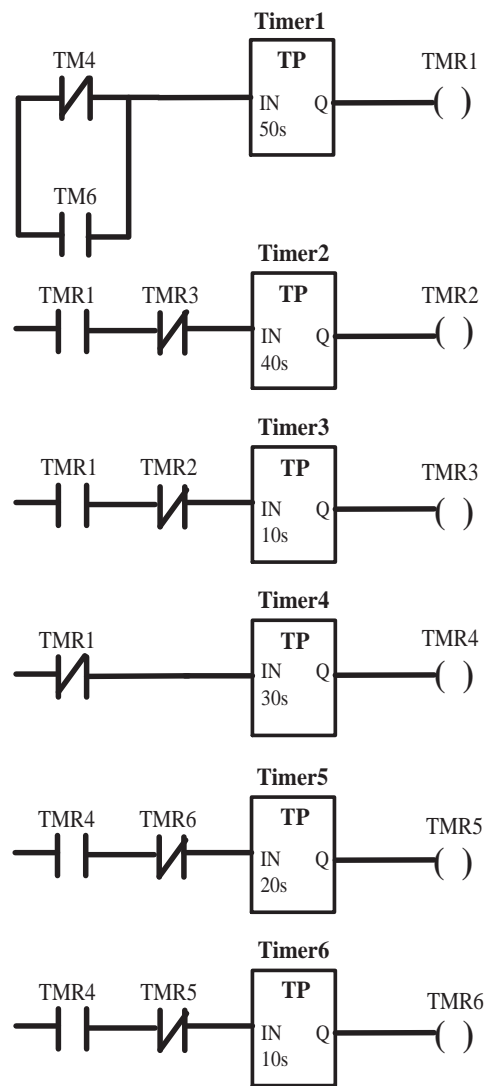 Timer1
TM4
TP
TMR1
IN
Q
50s
TM6
Timer2
TMR1
TMR3
TP
TMR2
IN
Q
40s
Timer3
TMR1
TMR2
TP
TMR3
IN
Q
10s
Timer4
TMR1
TP
TMR4
IN
Q
30s
Timer5
TMR4
TMR6
TP
TMR5
IN
Q
20s
Timer6
TMR4
TMR5
TP
TMR6
IN
Q
10s